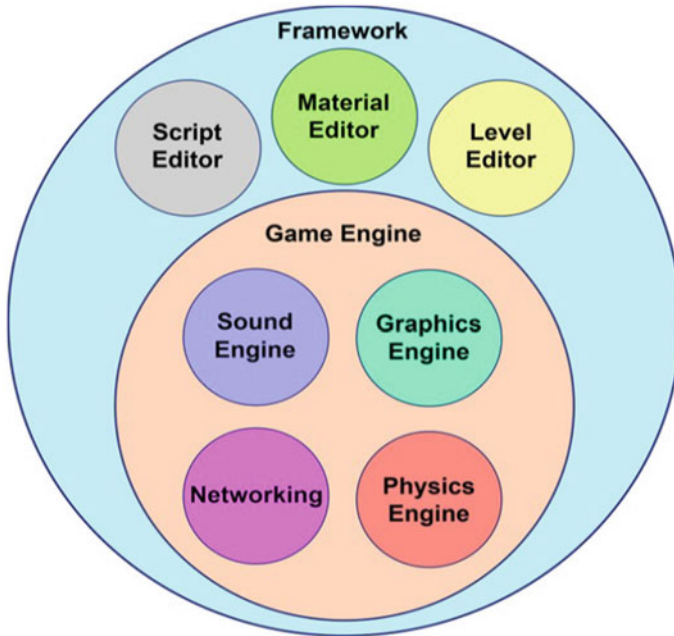 Framework
Material
Editor
Script
Editor
Level
Editor
Game Engine
Sound
Engine
Graphics
Engine
Networking
Physics
Engine